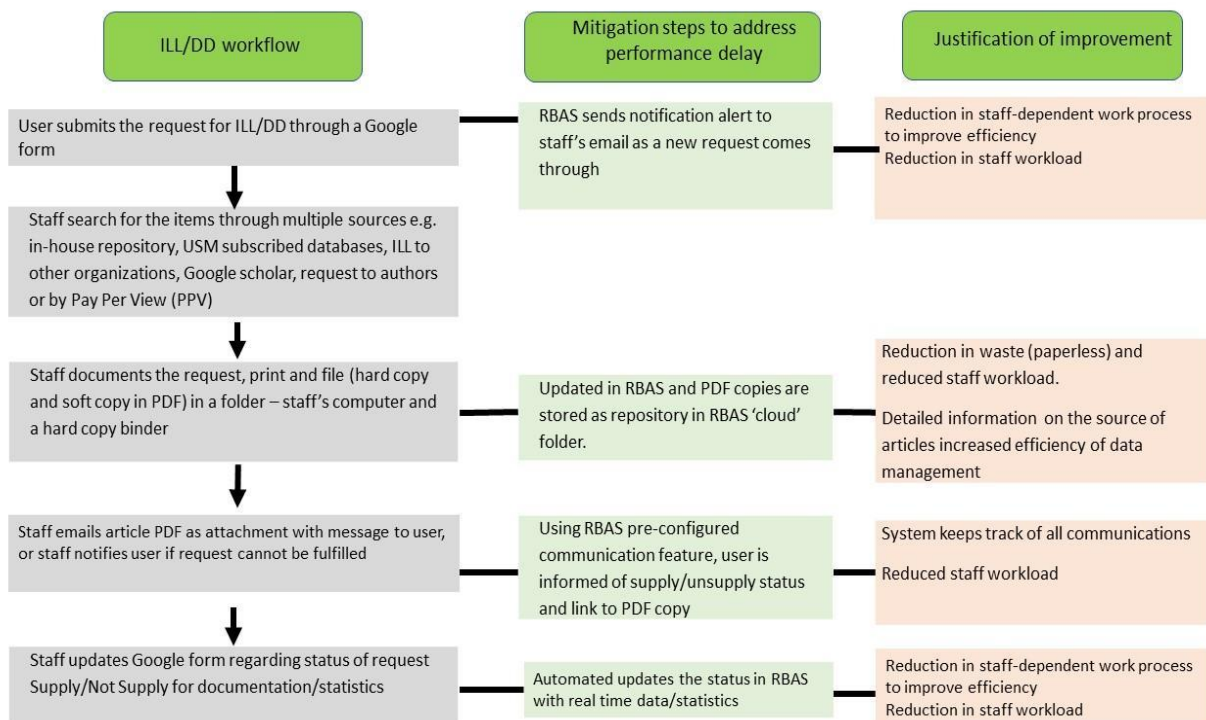 ILL/DD workflow
Mitigation steps to address
performance delay
Justification of improvement
User submits the request for ILL/DD through a Google
form
RBAS sends notification alert to
staff's email as a new request comes
through
Reduction in staff-dependent work process
to improve efficiency
Reduction in staff workload
Staff search for the items through multiple sources e.g.
in-house repository, USM subscribed databases, ILL to
other organizations, Google scholar, request to authors
or by Pay Per View (PPV)
Staff documents the request, print and file (hard copy
and soft copy in PDF) in a folder – staff's computer and
a hard copy binder
Updated in RBAS and PDF copies are
stored as repository in RBAS 'cloud'
folder.
Reduction in waste (paperless) and
reduced staff workload.
Detailed information on the source of
articles increased efficiency of data
management
Staff emails article PDF as attachment with message to user,
or staff notifies user if request cannot be fulfilled
Using RBAS pre-configured
communication feature, user is
informed of supply/unsupply status
and link to PDF copy
System keeps track of all communications
Reduced staff workload
Staff updates Google form regarding status of request
Supply/Not Supply for documentation/statistics
Automated updates the status in RBAS
with real time data/statistics
Reduction in staff-dependent work process
to improve efficiency
Reduction in staff workload